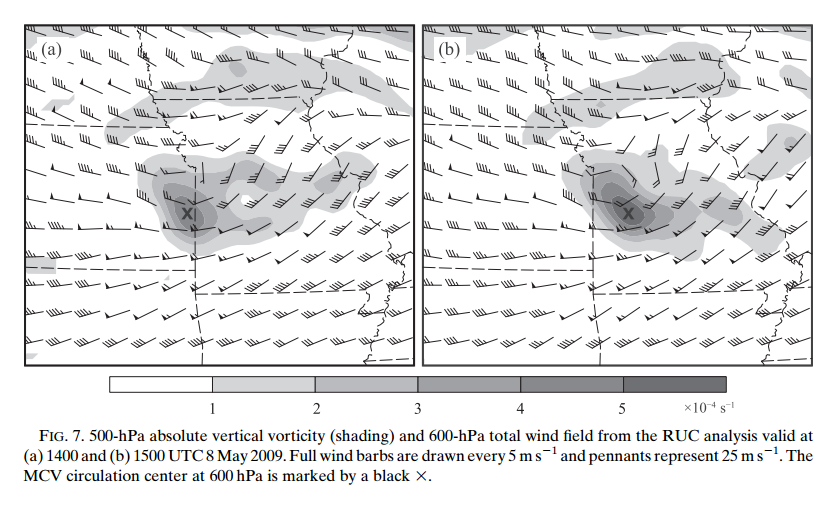 (a) (b)
X X
1 2 3 4 5 ×10⁻⁴ s⁻¹
FIG. 7. 500-hPa absolute vertical vorticity (shading) and 600-hPa total wind field from the RUC analysis valid at
(a) 1400 and (b) 1500 UTC 8 May 2009. Full wind barbs are drawn every 5 m s⁻¹ and pennants represent 25 m s⁻¹. The
MCV circulation center at 600 hPa is marked by a black ×.